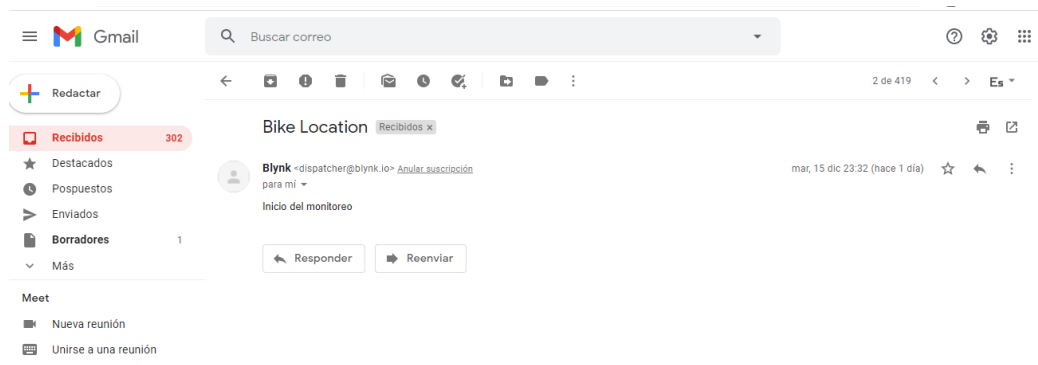 Gmail
Buscar correo
Redactar
2 de 419
Es
Recibidos 302
Destacados
Pospuestos
Enviados
Borradores 1
Más
Meet
Nueva reunión
Unirse a una reunión
Bike Location Recibidos x
Blynk <dispatcher@blynk.io> Anular suscripción
mar, 15 dic 23:32 (hace 1 día)
para mí
Inicio del monitoreo
Responder Reenviar